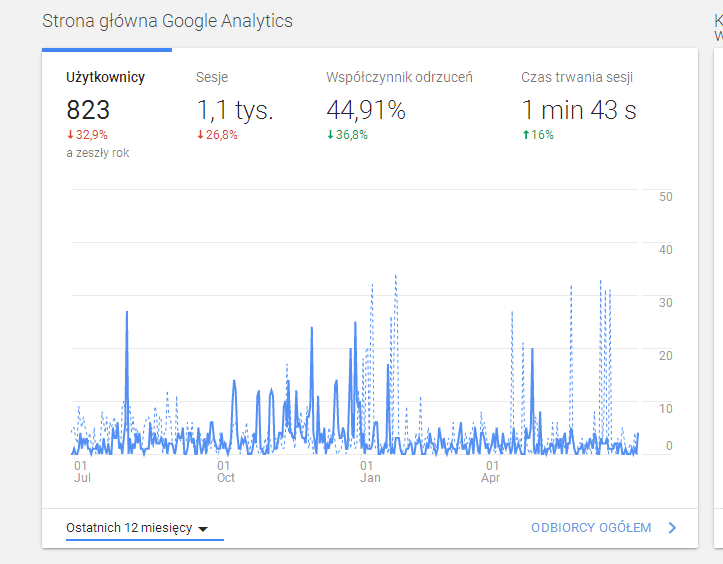 Strona główna Google Analytics
Użytkownicy
823
32,9%
a zeszły rok
Sesje
1,1 tys.
26,8%
Współczynnik odrzuceń
44,91%
36,8%
Czas trwania sesji
1 min 43 s
16%
50
40
30
20
10
0
01
Jul
01
Oct
01
Jan
01
Apr
Ostatnich 12 miesięcy
ODBIORCY OGÓŁEM